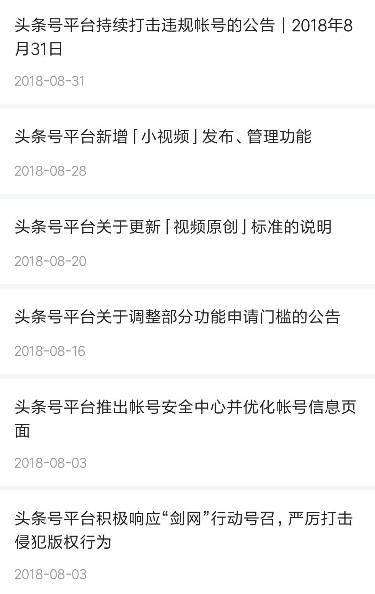 头条号平台持续打击违规帐号的公告｜2018年8
月31日
2018-08-31
头条号平台新增「小视频」发布、管理功能
2018-08-28
头条号平台关于更新「视频原创」标准的说明
2018-08-20
头条号平台关于调整部分功能申请门槛的公告
2018-08-16
头条号平台推出帐号安全中心并优化帐号信息页
面
2018-08-03
头条号平台积极响应“剑网”行动号召，严厉打击
侵犯版权行为
2018-08-03